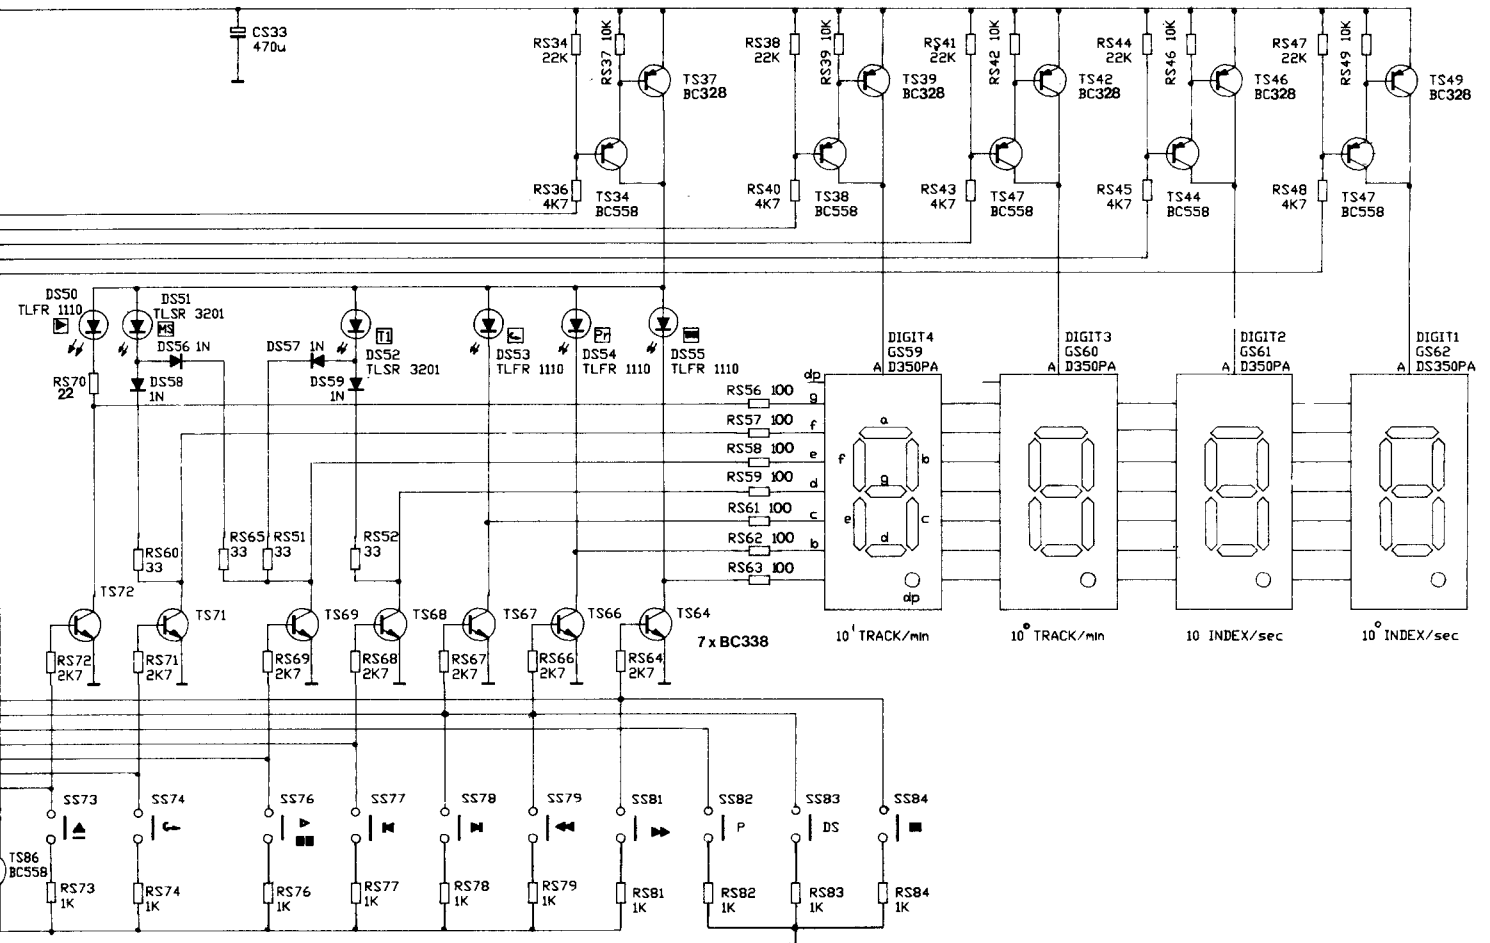 CS33
470u
RS34
22K
RS37 10K
TS37
BC328
RS38
22K
RS39 10K
TS39
BC328
RS41
22K
RS42 10K
TS42
BC328
RS44
22K
RS46 10K
TS46
BC328
RS47
22K
RS49 10K
TS49
BC328
RS36
4K7
TS34
BC558
RS40
4K7
TS38
BC558
RS43
4K7
TS47
BC558
RS45
4K7
TS44
BC558
RS48
4K7
TS47
BC558
DS50
TLFR 1110
DS51
TLSR 3201
MS
DS56 1N
DS57 1N
T1
DS52
TLSR 3201
DS53
TLFR 1110
Pr
DS54
TLFR 1110
DS55
TLFR 1110
RS70
22
DS58
1N
DS59
1N
DIGIT4
GS59
A D350PA
DIGIT3
GS60
A D350PA
DIGIT2
GS61
A D350PA
DIGIT1
GS62
A DS350PA
dp
RS56 100 g
RS57 100 f
RS58 100 e
RS59 100 d
RS61 100 c
RS62 100 b
RS63 100
a
f
b
g
e
c
d
dp
RS60
33
RS65
33
RS51
33
RS52
33
TS72
TS71
TS69
TS68
TS67
TS66
TS64
7 x BC338
10¹ TRACK/min
10⁰ TRACK/min
10 INDEX/sec
10⁰ INDEX/sec
RS72
2K7
RS71
2K7
RS69
2K7
RS68
2K7
RS67
2K7
RS66
2K7
RS64
2K7
SS73
SS74
SS76
SS77
SS78
SS79
SS81
SS82
P
SS83
DS
SS84
TS86
BC558
RS73
1K
RS74
1K
RS76
1K
RS77
1K
RS78
1K
RS79
1K
RS81
1K
RS82
1K
RS83
1K
RS84
1K